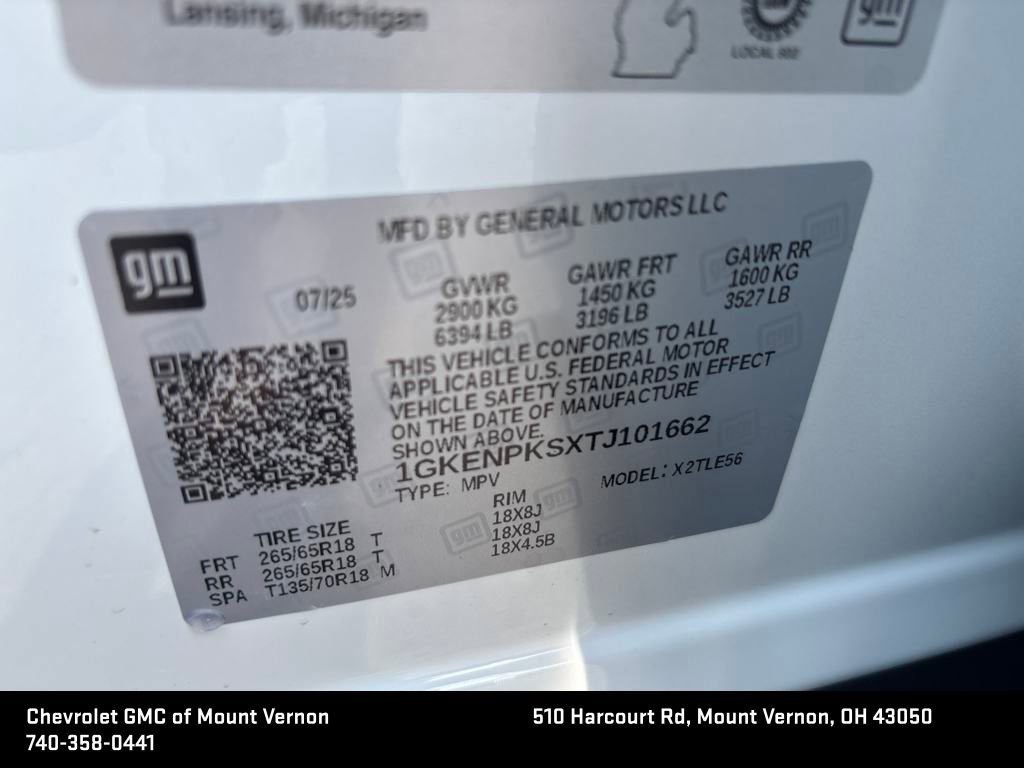 Lansing, Michigan
LOCAL 602
gm
MFD BY GENERAL MOTORS LLC
gm
07/25
GVWR
2900 KG
6394 LB
GAWR FRT
1450 KG
3196 LB
GAWR RR
1600 KG
3527 LB
THIS VEHICLE CONFORMS TO ALL
APPLICABLE U.S. FEDERAL MOTOR
VEHICLE SAFETY STANDARDS IN EFFECT
ON THE DATE OF MANUFACTURE
SHOWN ABOVE.
1GKENPKSXTJ101662
TYPE: MPV
MODEL: X2TLE56
TIRE SIZE
RIM
FRT 265/65R18 T 18X8J
RR 265/65R18 T 18X8J
SPA T135/70R18 M 18X4.5B
Chevrolet GMC of Mount Vernon
740-358-0441
510 Harcourt Rd, Mount Vernon, OH 43050